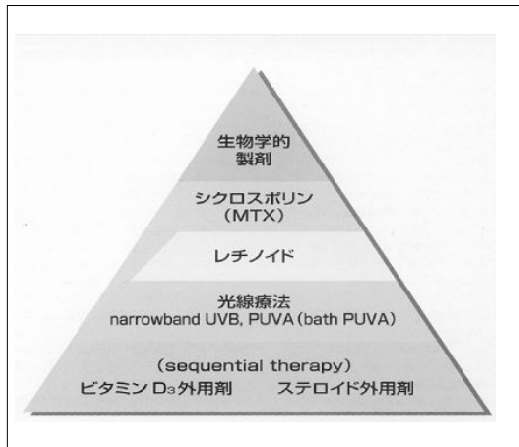 生物学的
製剤
シクロスポリン
(MTX)
レチノイド
光線療法
narrowband UVB, PUVA(bath PUVA)
(sequential therapy)
ビタミン D₃外用剤 ステロイド外用剤